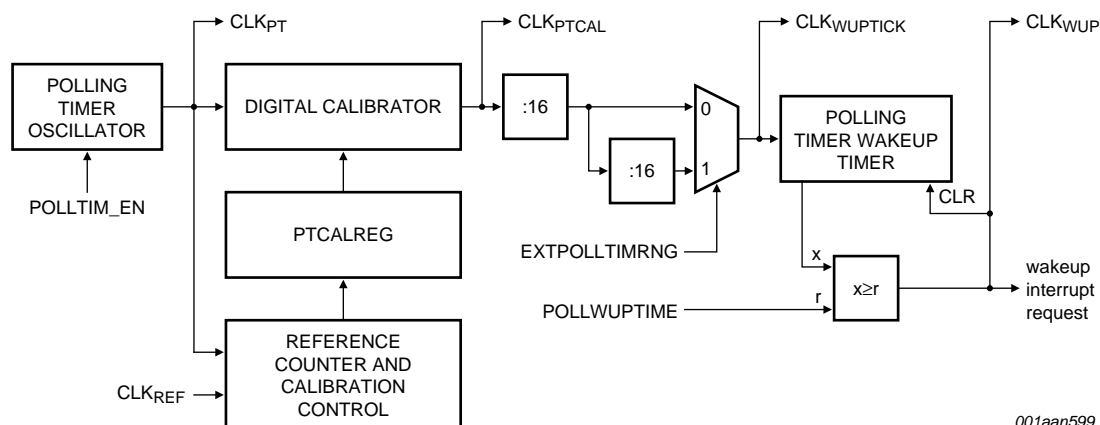 CLKPT
CLKPTCAL
CLKWUPTICK
CLKWUP
POLLING
TIMER
OSCILLATOR
DIGITAL CALIBRATOR
:16
0
1
:16
POLLING
TIMER WAKEUP
TIMER
CLR
POLLTIM_EN
PTCALREG
EXTPOLLTIMRNG
x
r
x≥r
POLLWUPTIME
wakeup
interrupt
request
REFERENCE
COUNTER AND
CALIBRATION
CONTROL
CLKREF
001aan599